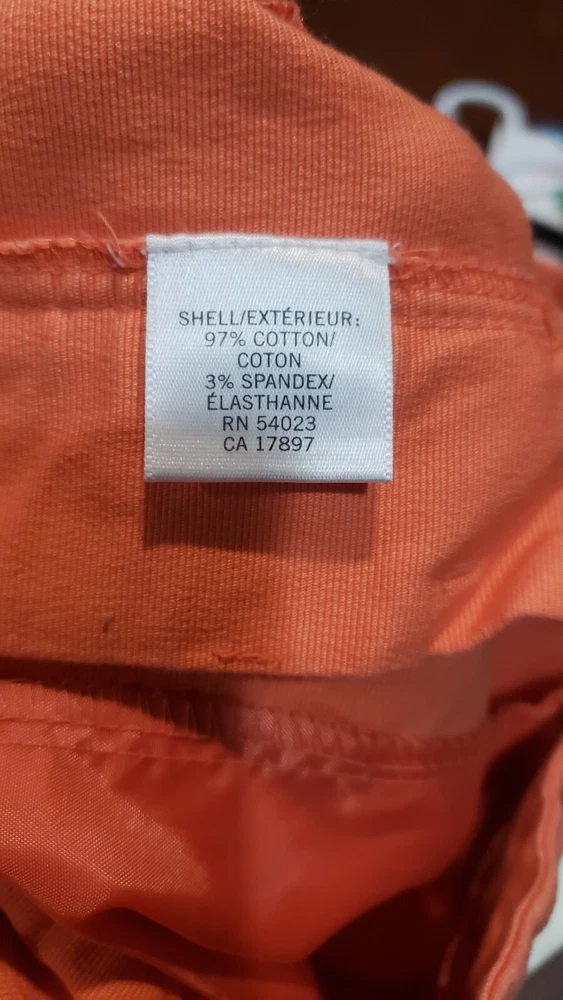 SHELL/EXTÉRIEUR:
97% COTTON/
COTON
3% SPANDEX/
ÉLASTHANNE
RN 54023
CA 17897